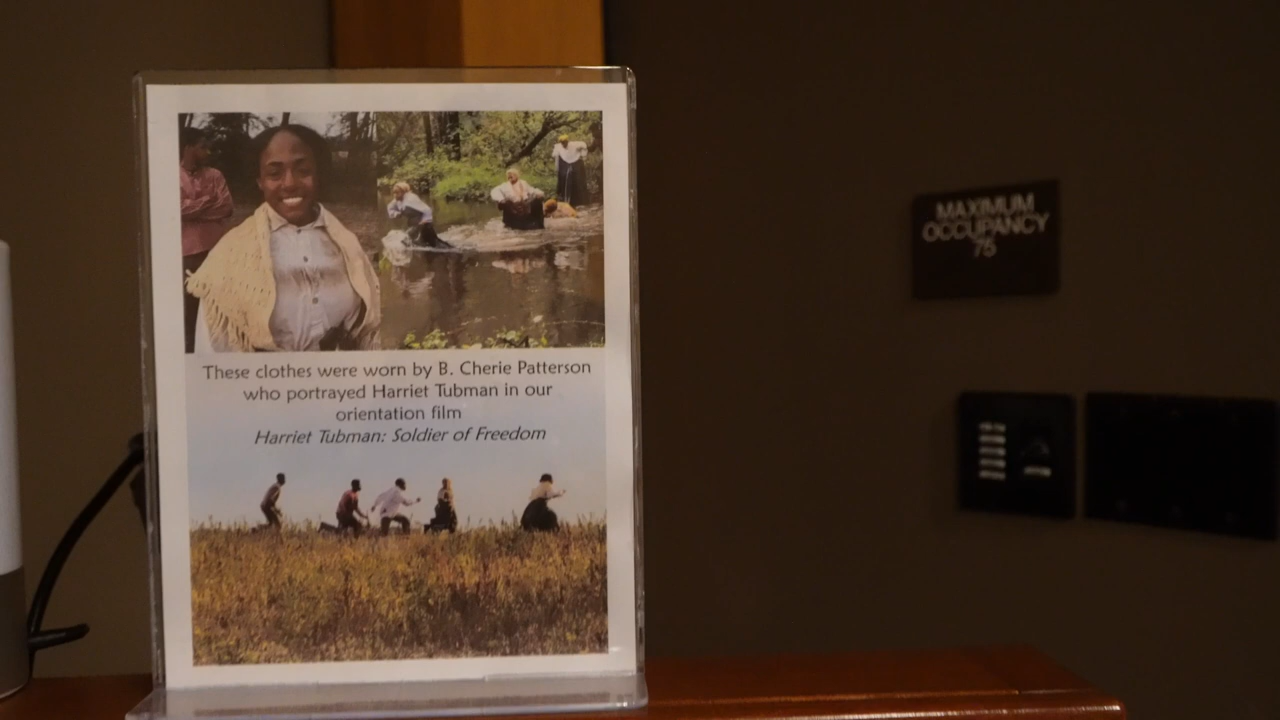 These clothes were worn by B. Cherie Patterson
who portrayed Harriet Tubman in our
orientation film
Harriet Tubman: Soldier of Freedom
MAXIMUM
OCCUPANCY
75